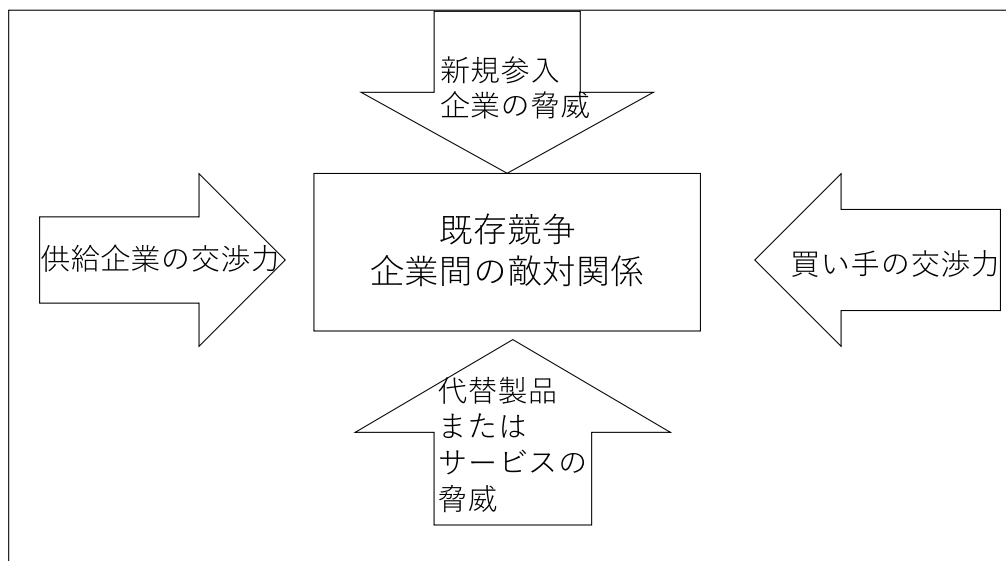 新規参入
企業の脅威
既存競争
企業間の敵対関係
供給企業の交渉力
買い手の交渉力
代替製品
または
サービスの
脅威